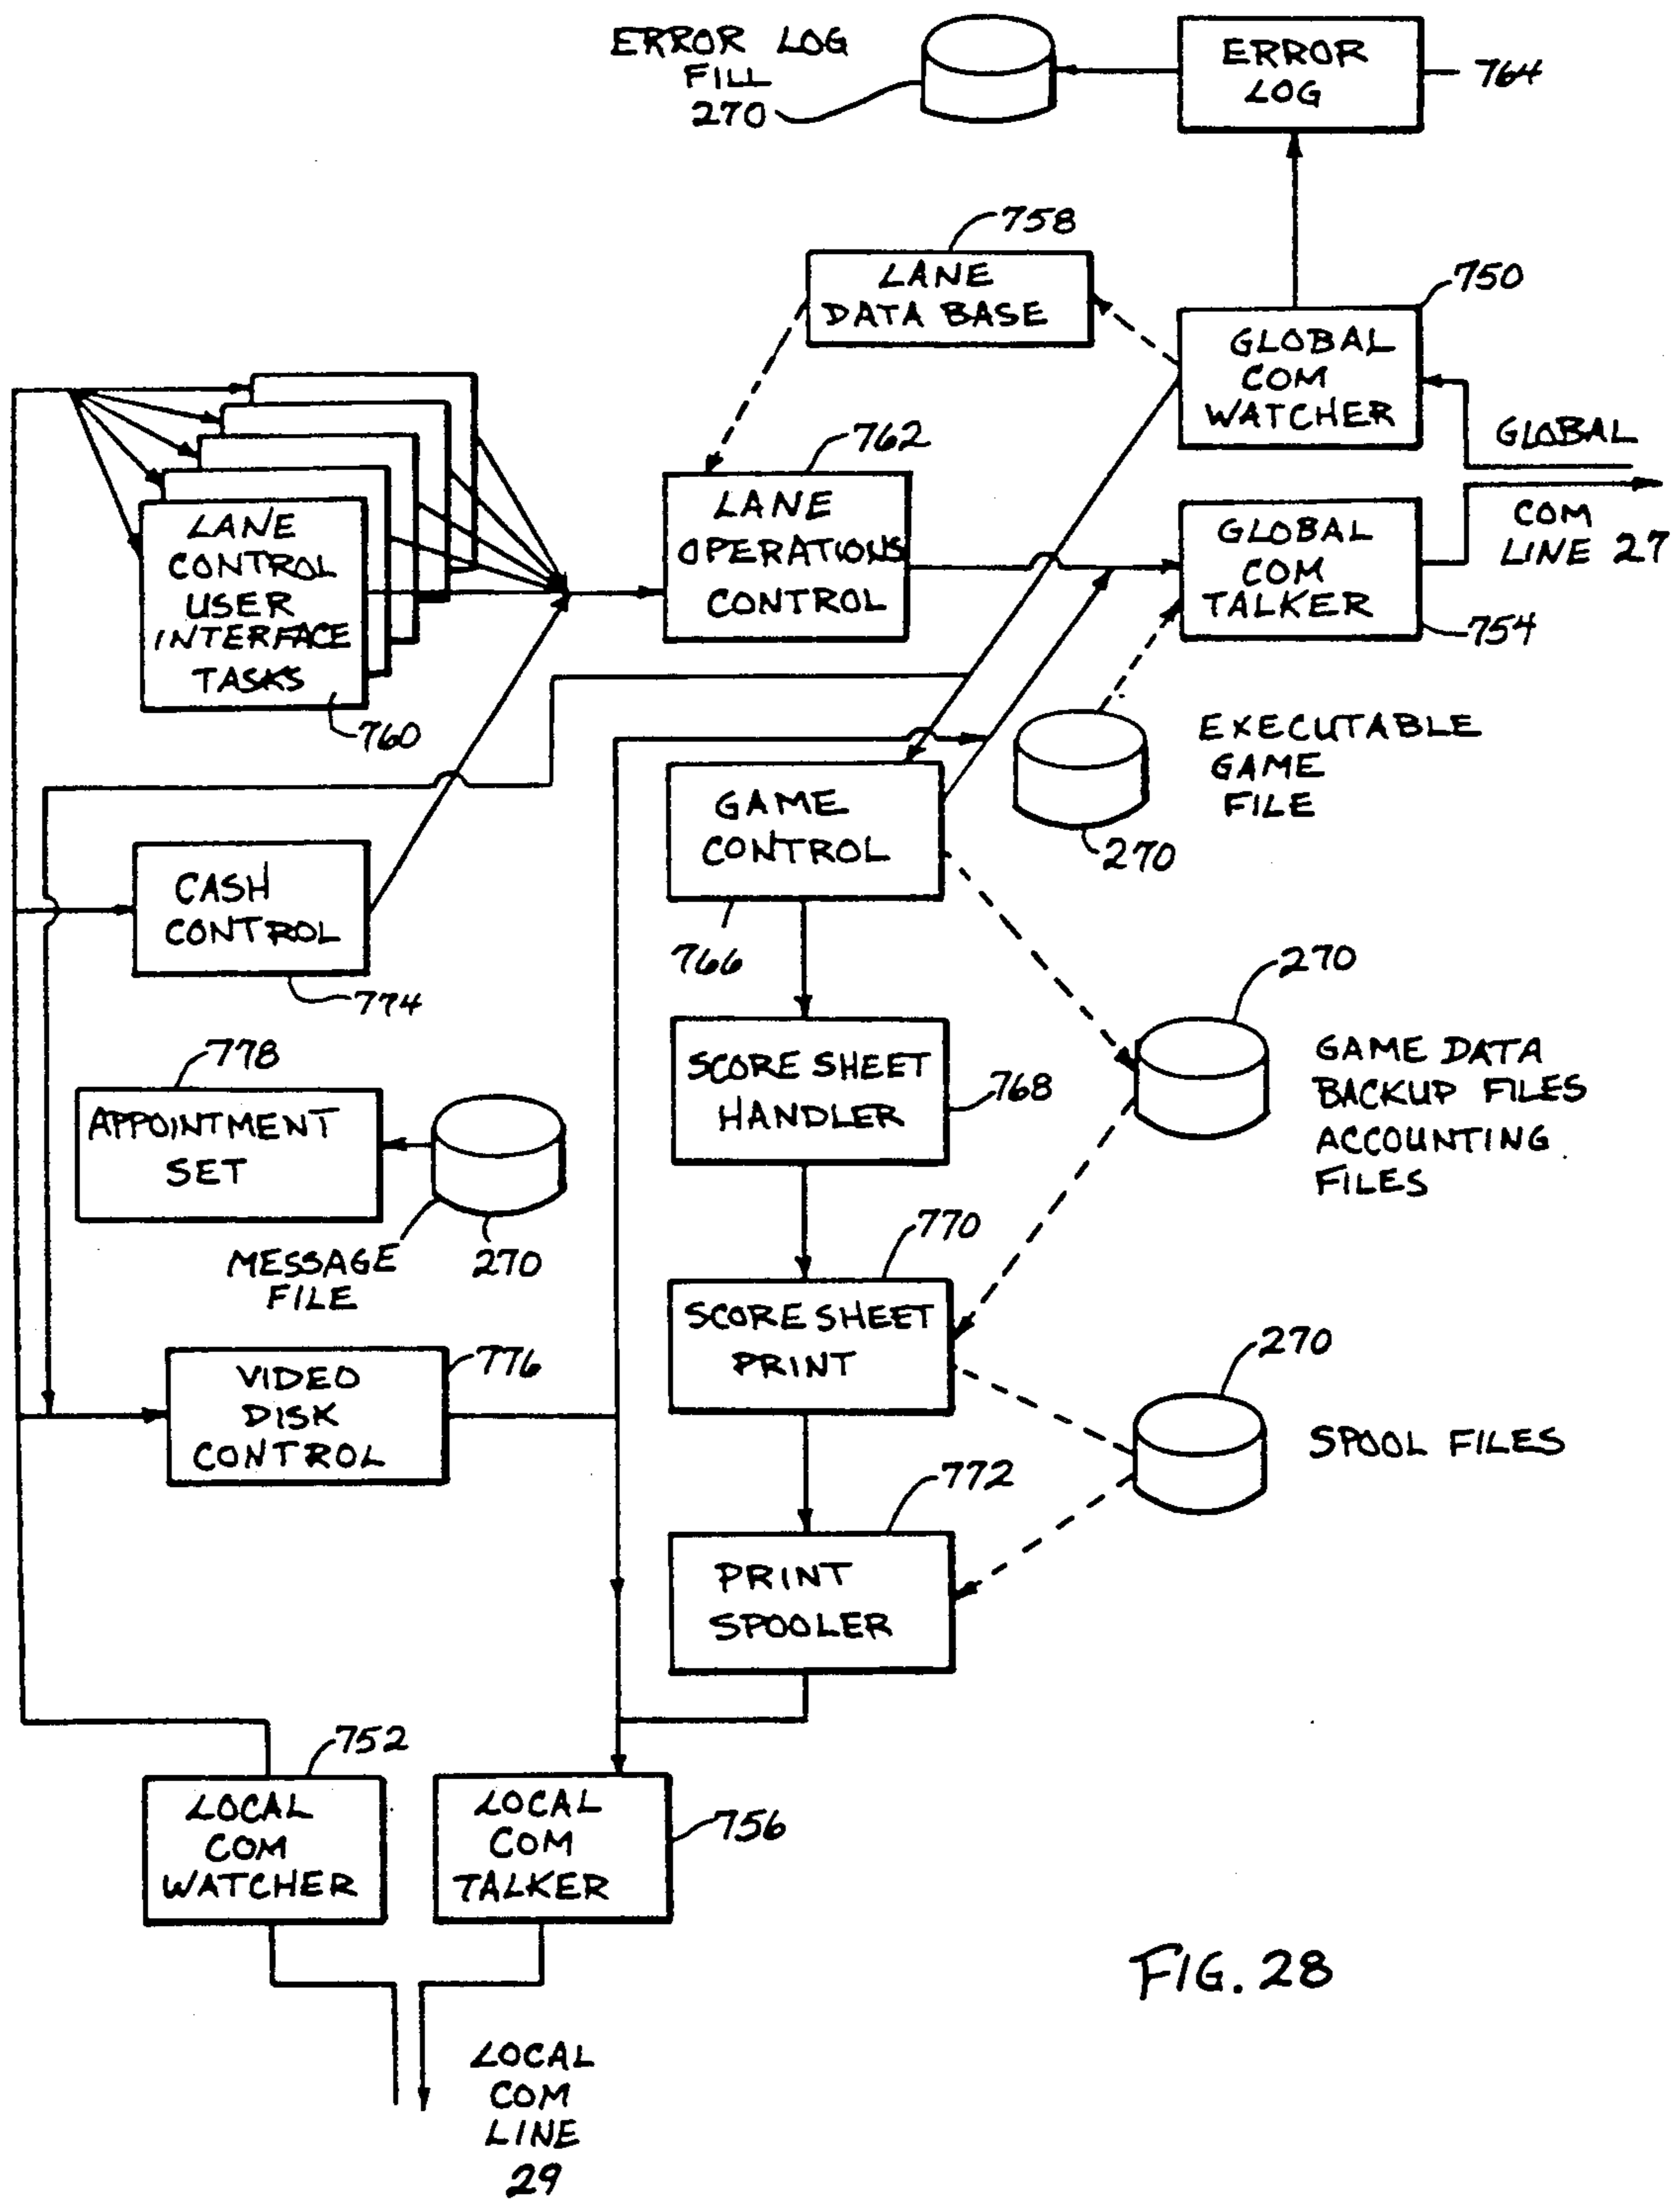 ERROR LOG
FILL
270
ERROR
LOG
764
758
LANE
DATA BASE
750
GLOBAL
COM
WATCHER
GLOBAL
COM
LINE 27
762
LANE
OPERATIONS
CONTROL
GLOBAL
COM
TALKER
754
LANE
CONTROL
USER
INTERFACE
TASKS
760
EXECUTABLE
GAME
FILE
270
GAME
CONTROL
766
CASH
CONTROL
774
270
GAME DATA
BACKUP FILES
ACCOUNTING
FILES
SCORE SHEET
HANDLER
768
778
APPOINTMENT
SET
MESSAGE
FILE
270
770
SCORE SHEET
PRINT
270
SPOOL FILES
776
VIDEO
DISK
CONTROL
772
PRINT
SPOOLER
752
LOCAL
COM
WATCHER
LOCAL
COM
TALKER
756
LOCAL
COM
LINE
29
FIG. 28